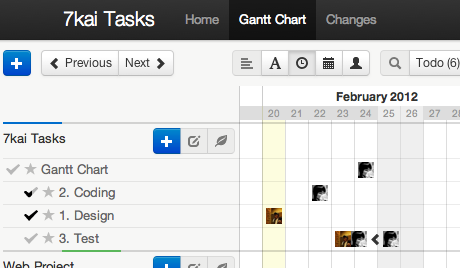 7kai Tasks Home Gantt Chart Changes
Previous Next A Todo (6)
February 2012
20 21 22 23 24 25 26 27 28
7kai Tasks
Gantt Chart
2. Coding
1. Design
3. Test
Web Project